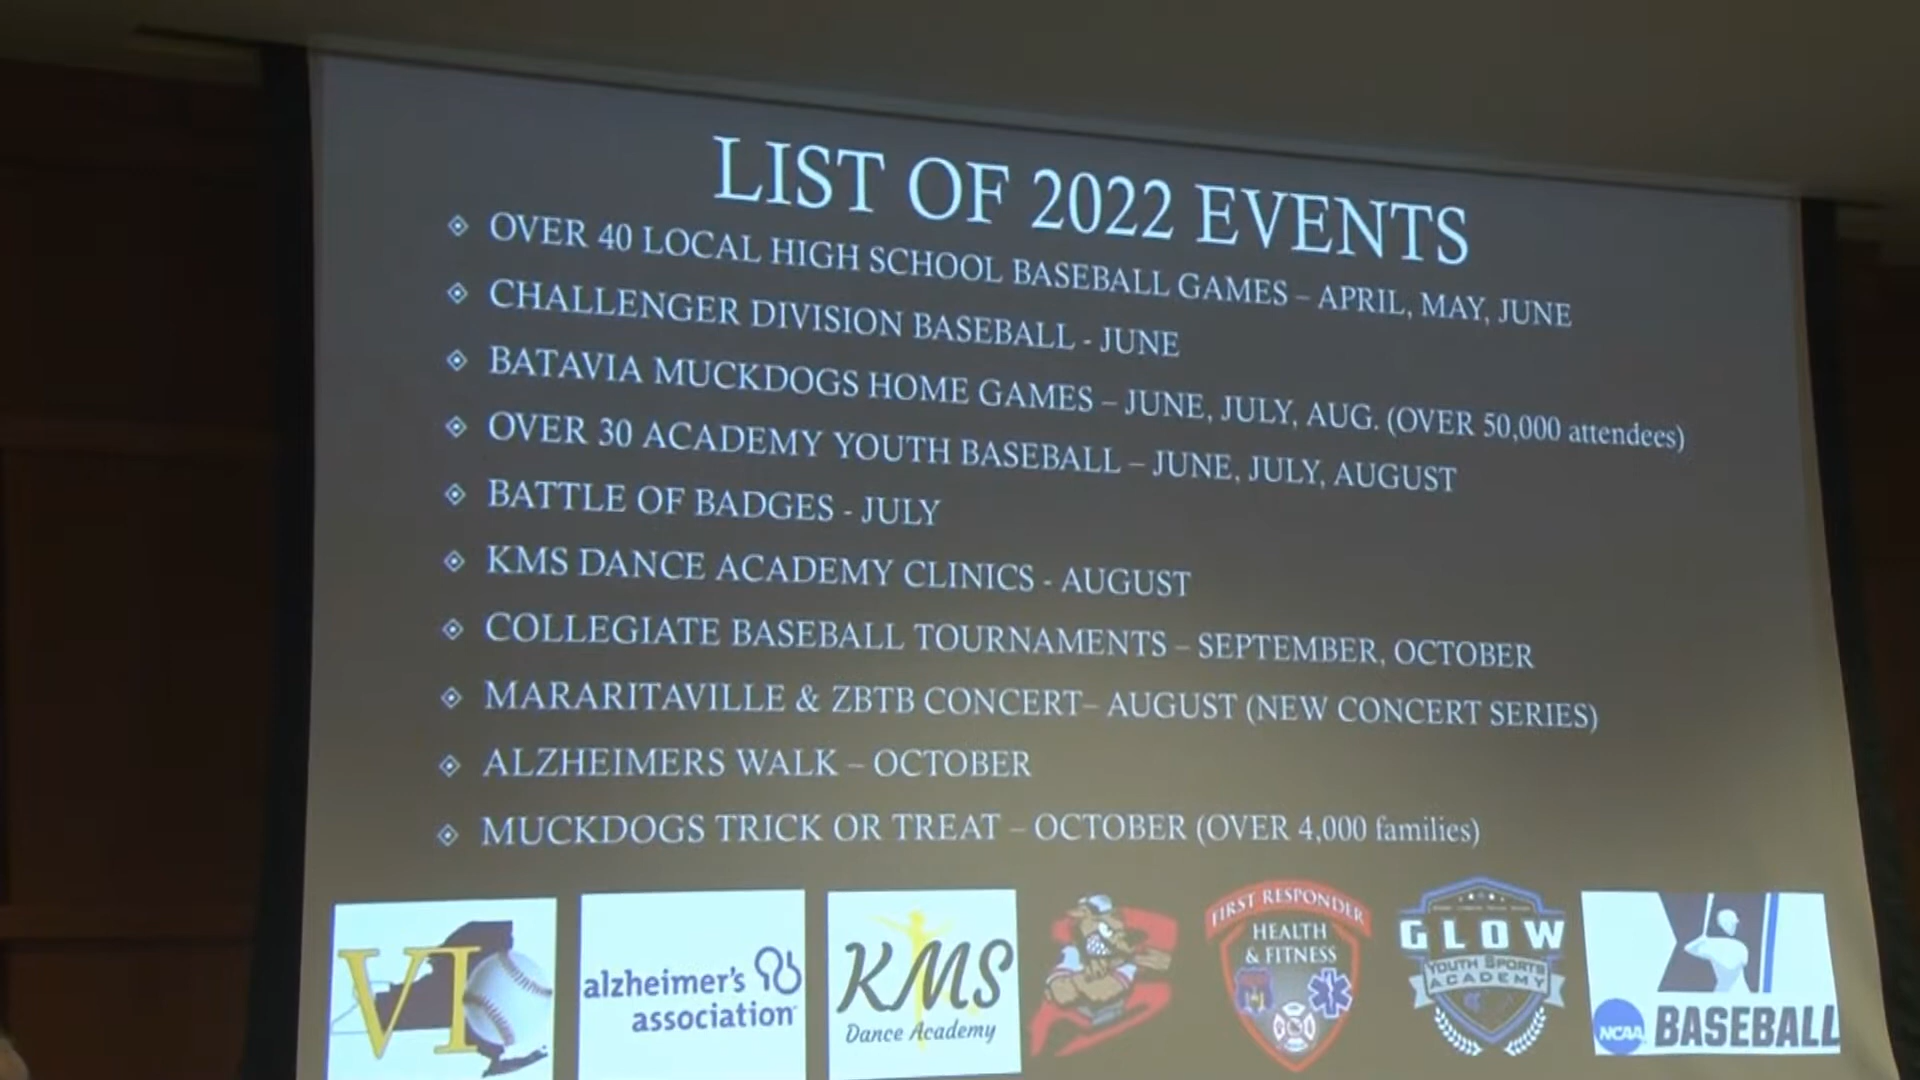 LIST OF 2022 EVENTS
OVER 40 LOCAL HIGH SCHOOL BASEBALL GAMES – APRIL, MAY, JUNE
CHALLENGER DIVISION BASEBALL - JUNE
BATAVIA MUCKDOGS HOME GAMES – JUNE, JULY, AUG. (OVER 50,000 attendees)
OVER 30 ACADEMY YOUTH BASEBALL – JUNE, JULY, AUGUST
BATTLE OF BADGES - JULY
KMS DANCE ACADEMY CLINICS - AUGUST
COLLEGIATE BASEBALL TOURNAMENTS – SEPTEMBER, OCTOBER
MARARITAVILLE & ZBTB CONCERT– AUGUST (NEW CONCERT SERIES)
ALZHEIMERS WALK – OCTOBER
MUCKDOGS TRICK OR TREAT – OCTOBER (OVER 4,000 families)
VI
alzheimer's
association
KMS
Dance Academy
FIRST RESPONDER
HEALTH
& FITNESS
GLOW
YOUTH SPORTS
ACADEMY
NCAA BASEBALL